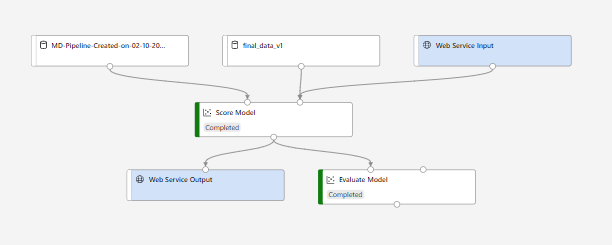 MD-Pipeline-Created-on-02-10-20...
final_data_v1
Web Service Input
Score Model
Completed
Web Service Output
Evaluate Model
Completed